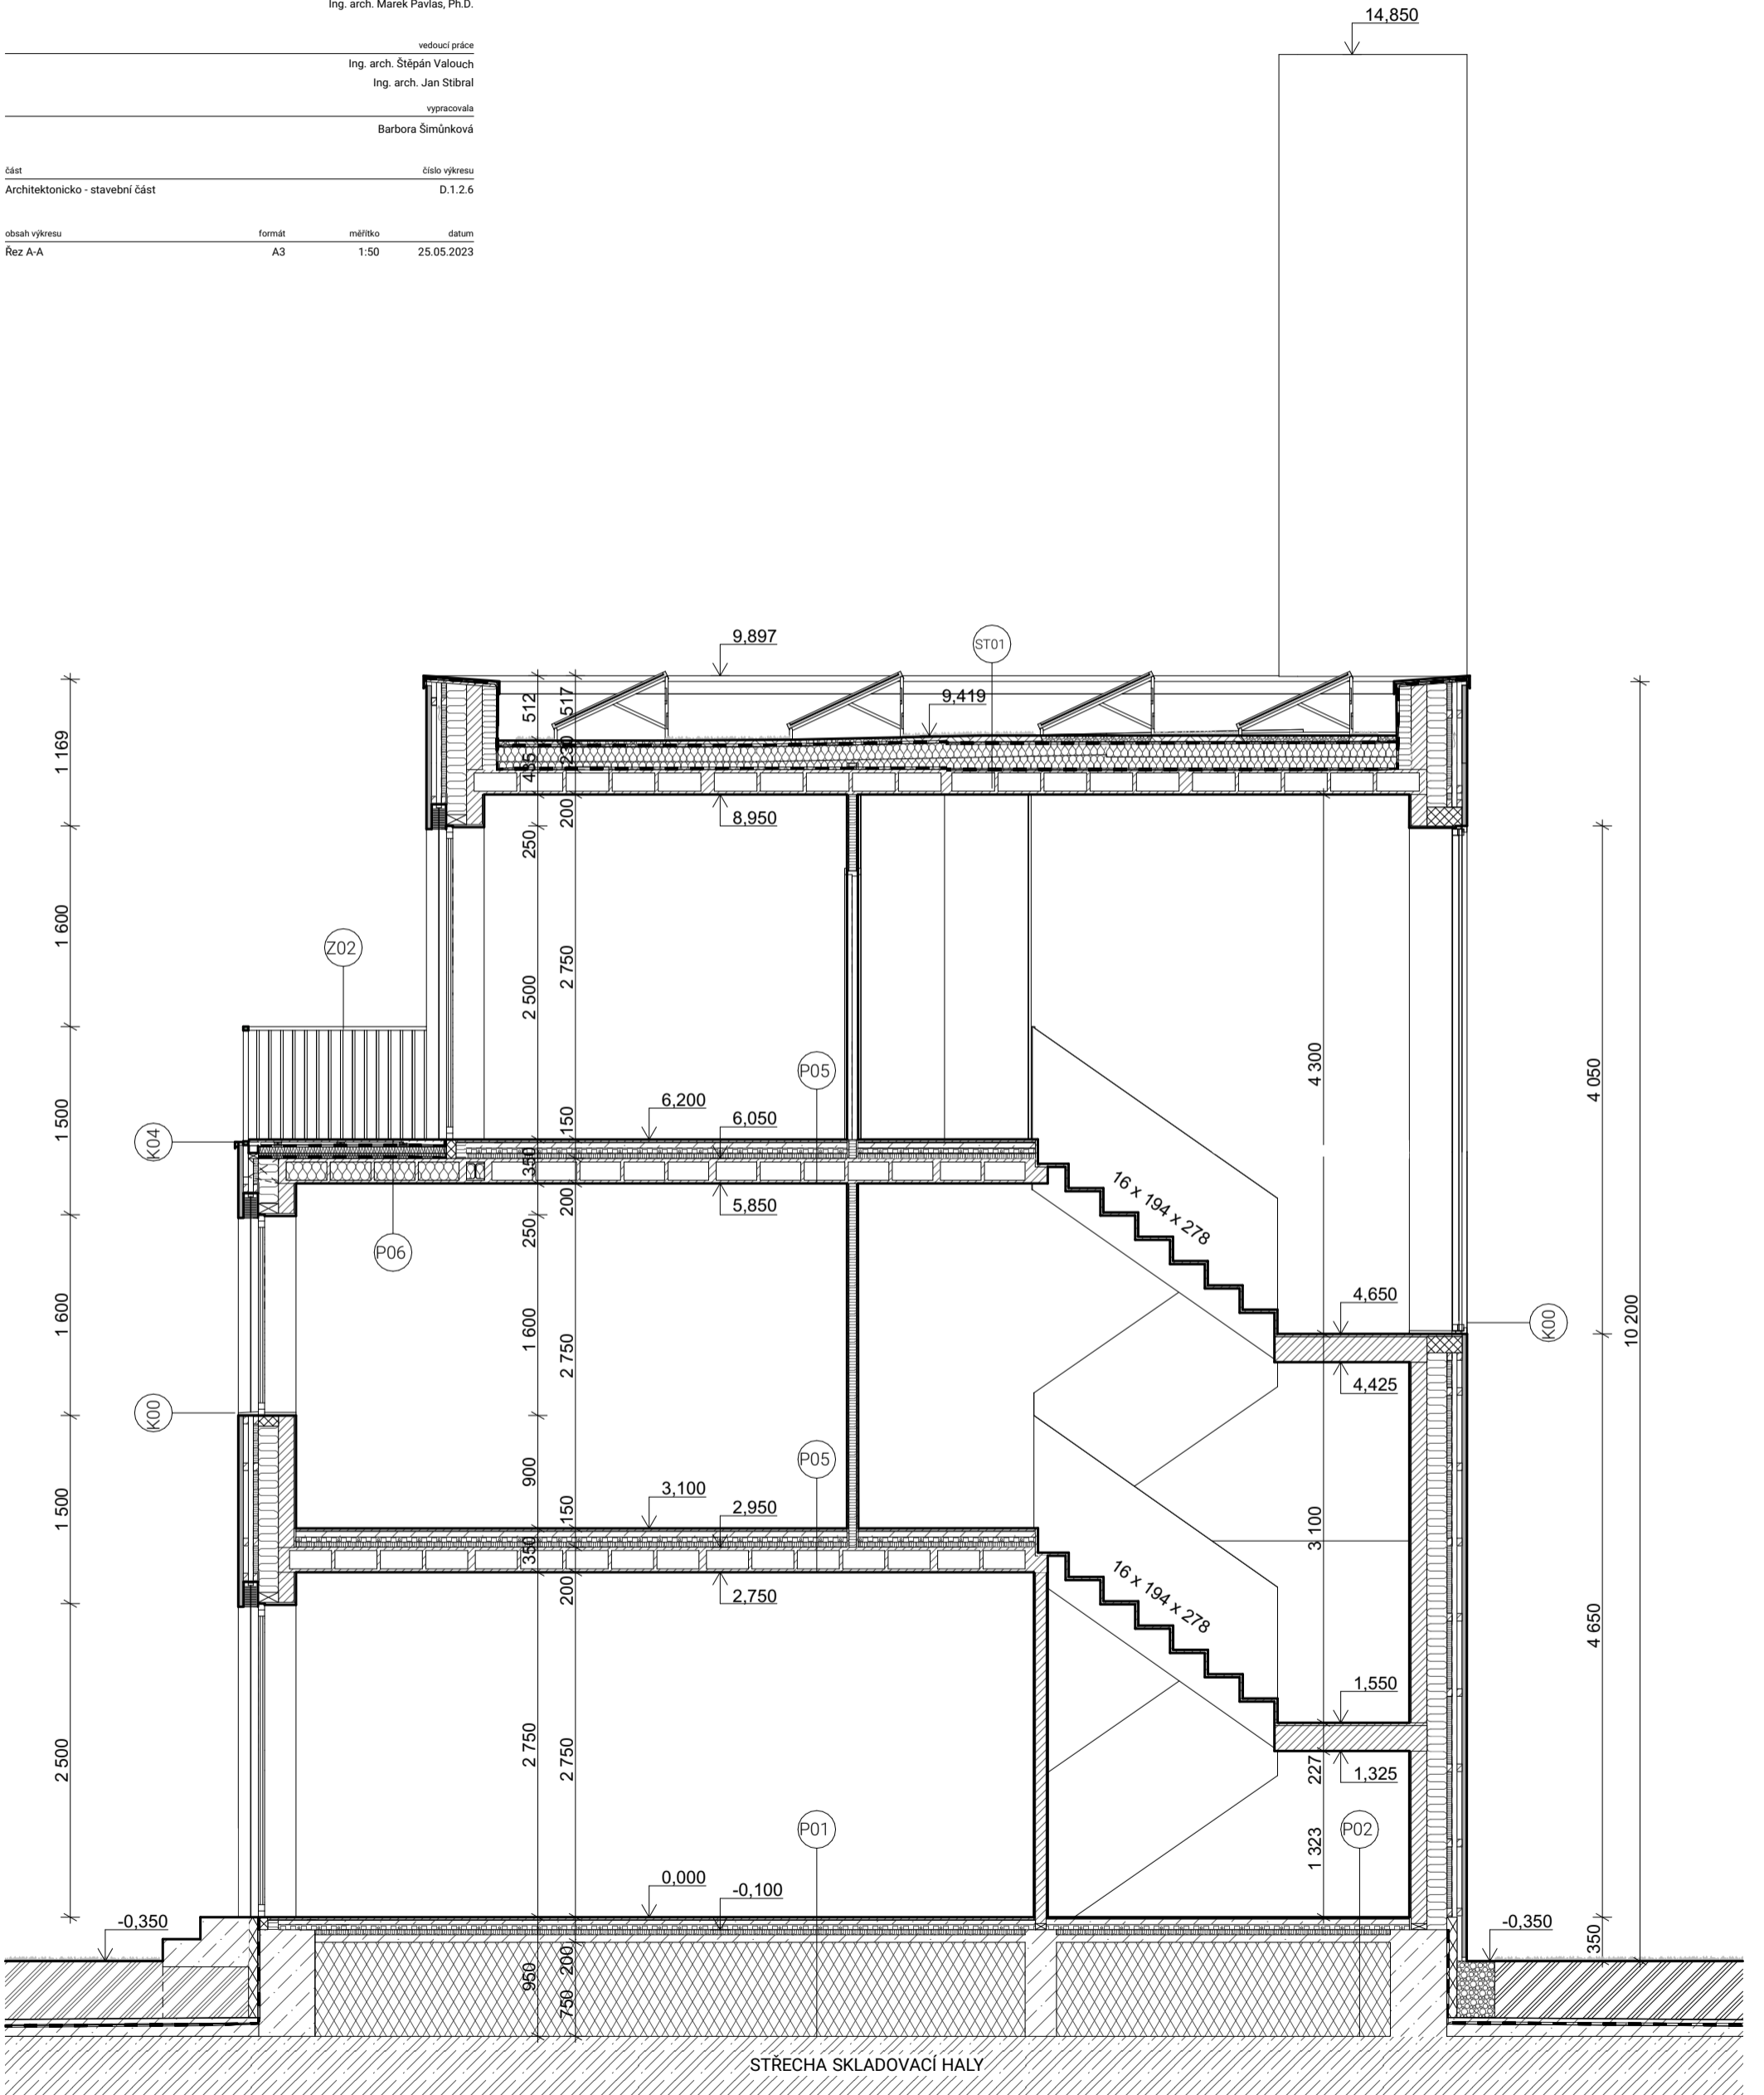 Ing. arch. Marek Pavlas, Ph.D.
vedoucí práce
Ing. arch. Štěpán Valouch
Ing. arch. Jan Stibral
vypracovala
Barbora Šimůnková
část číslo výkresu
Architektonicko - stavební část D.1.2.6
obsah výkresu formát měřítko datum
Řez A-A A3 1:50 25.05.2023
14,850
9,897
ST01
9,419
512
517
1 169
230
435
200
8,950
250
1 600
Z02
2 750
2 500
4 300
4 050
P05
1 500
K04
6,200
6,050
150
350
5,850
200
16 x 194 x 278
250
P06
1 600
1 600
2 750
4,650
K00
10 200
4,425
K00
900
P05
1 500
3,100
2,950
150
3 100
350
2,750
200
16 x 194 x 278
4 650
1,550
2 500
2 750
2 750
227
1,325
P01
1 323
P02
0,000
-0,100
-0,350
-0,350
350
950
200
750
STŘECHA SKLADOVACÍ HALY